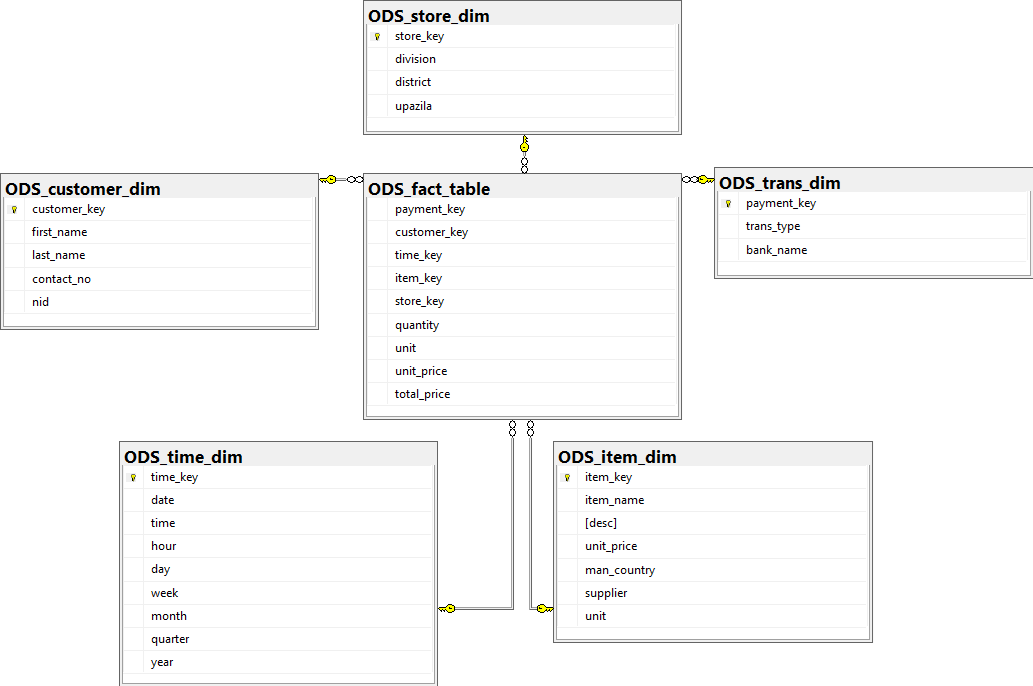 ODS_store_dim
store_key
division
district
upazila
ODS_customer_dim
customer_key
first_name
last_name
contact_no
nid
ODS_fact_table
payment_key
customer_key
time_key
item_key
store_key
quantity
unit
unit_price
total_price
ODS_trans_dim
payment_key
trans_type
bank_name
ODS_time_dim
time_key
date
time
hour
day
week
month
quarter
year
ODS_item_dim
item_key
item_name
[desc]
unit_price
man_country
supplier
unit